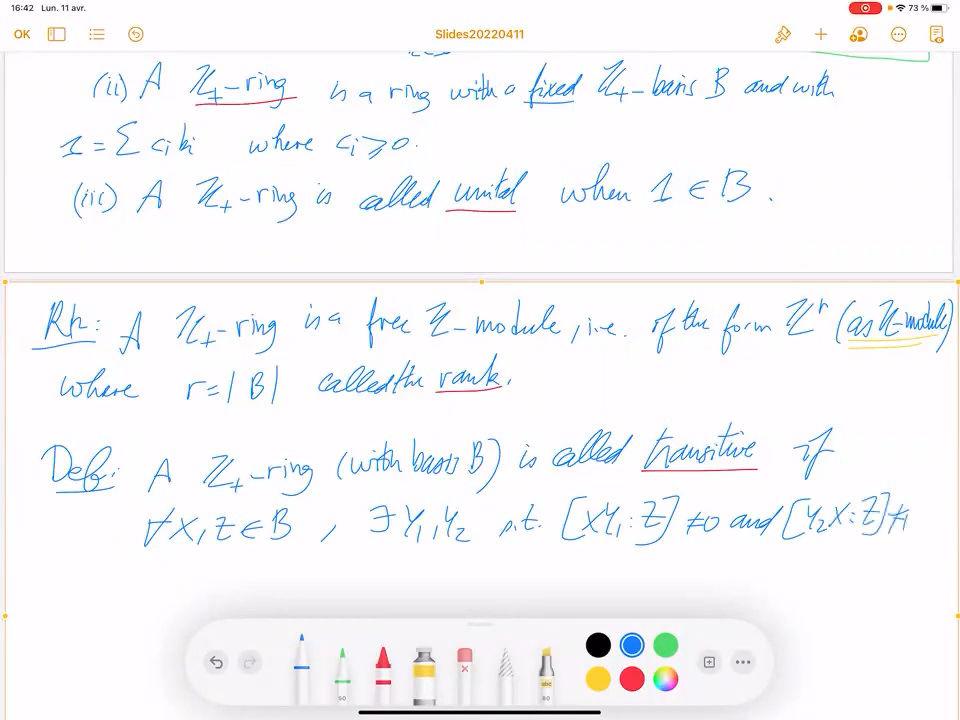 16:42 Lun. 11 avr.
73 %
OK
Slides20220411
(ii) A ℤ₊-ring is a ring with a fixed ℤ₊-basis B and with
1 = Σ cᵢbᵢ where cᵢ ⩾ 0.
(iii) A ℤ₊-ring is called unital when 1 ∈ B.
Rk: A ℤ₊-ring is a free ℤ-module, i.e. of the form ℤʳ (as ℤ-module)
where r = |B| called the rank.
Def: A ℤ₊-ring (with basis B) is called transitive if
∀X, Z ∈ B, ∃ Y₁, Y₂ s.t. [XY₁:Z] ≠0 and [Y₂X:Z] ≠
50
abc
80